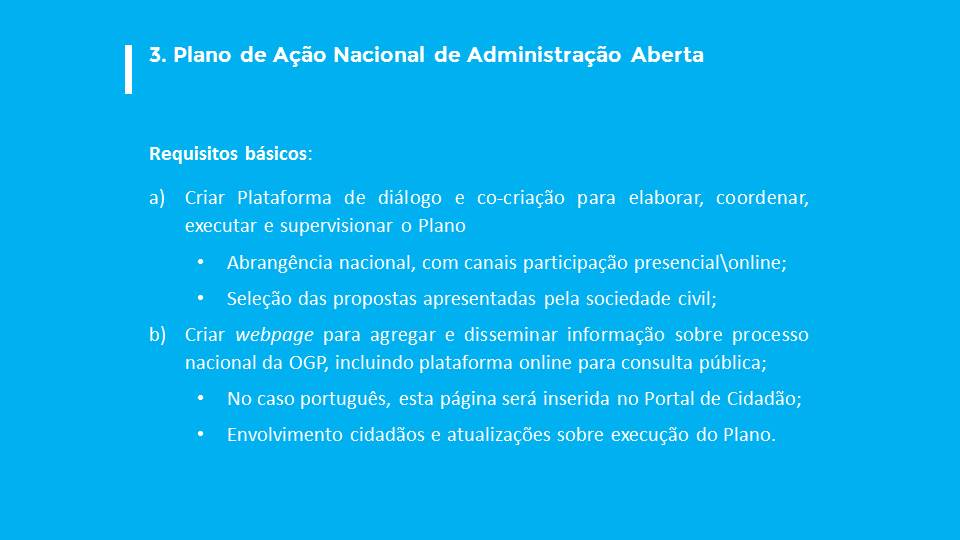 3. Plano de Ação Nacional de Administração Aberta
Requisitos básicos:
a) Criar Plataforma de diálogo e co-criação para elaborar, coordenar,
executar e supervisionar o Plano
• Abrangência nacional, com canais participação presencial\online;
• Seleção das propostas apresentadas pela sociedade civil;
b) Criar webpage para agregar e disseminar informação sobre processo
nacional da OGP, incluindo plataforma online para consulta pública;
• No caso português, esta página será inserida no Portal de Cidadão;
• Envolvimento cidadãos e atualizações sobre execução do Plano.